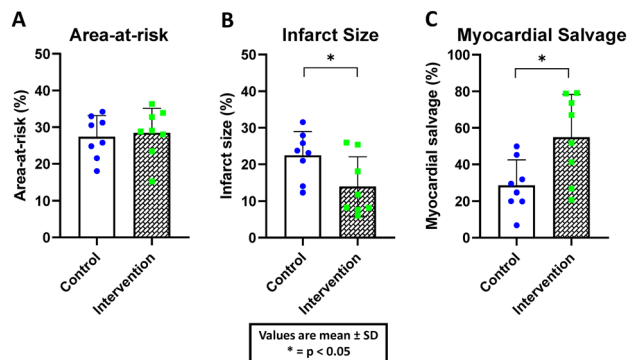 A
Area-at-risk
Area-at-risk (%)
50
40
30
20
10
0
Control
Intervention
B
Infarct Size
*
Infarct size (%)
50
40
30
20
10
0
Control
Intervention
C
Myocardial Salvage
*
Myocardial salvage (%)
100
80
60
40
20
0
Control
Intervention
Values are mean ± SD
* = p < 0.05